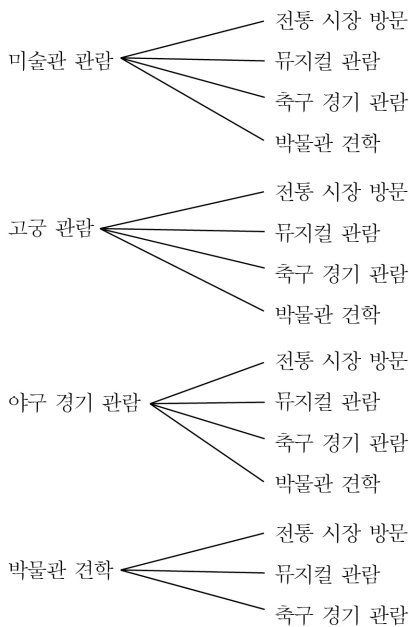 전통 시장 방문
미술관 관람
뮤지컬 관람
축구 경기 관람
박물관 견학
전통 시장 방문
고궁 관람
뮤지컬 관람
축구 경기 관람
박물관 견학
전통 시장 방문
야구 경기 관람
뮤지컬 관람
축구 경기 관람
박물관 견학
전통 시장 방문
박물관 견학
뮤지컬 관람
축구 경기 관람